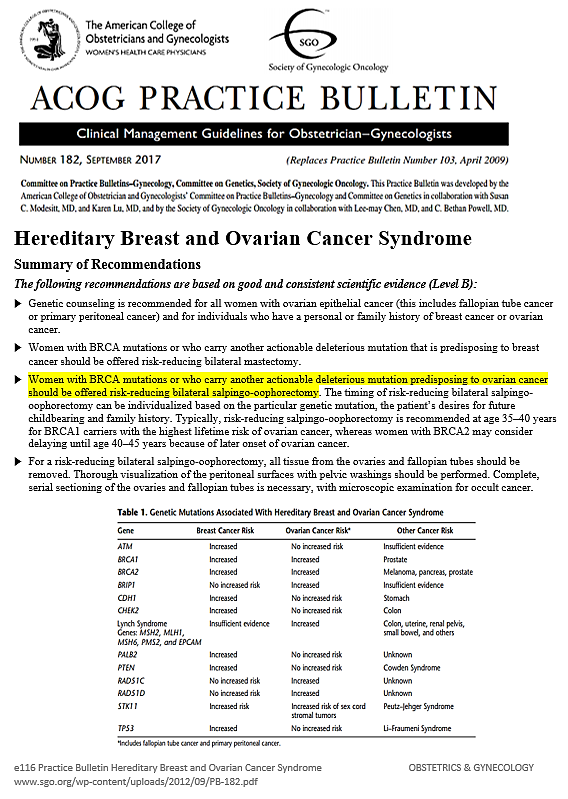 The American College of
Obstetricians and Gynecologists
WOMEN'S HEALTH CARE PHYSICIANS
SGO
Society of Gynecologic Oncology
ACOG PRACTICE BULLETIN
Clinical Management Guidelines for Obstetrician–Gynecologists
NUMBER 182, SEPTEMBER 2017 (Replaces Practice Bulletin Number 103, April 2009)
Committee on Practice Bulletins–Gynecology, Committee on Genetics, Society of Gynecologic Oncology. This Practice Bulletin was developed by the
American College of Obstetricians and Gynecologists' Committee on Practice Bulletins–Gynecology and Committee on Genetics in collaboration with Susan
C. Modesitt, MD, and Karen Lu, MD, and by the Society of Gynecologic Oncology in collaboration with Lee-may Chen, MD, and C. Bethan Powell, MD.
Hereditary Breast and Ovarian Cancer Syndrome
Summary of Recommendations
The following recommendations are based on good and consistent scientific evidence (Level B):
Genetic counseling is recommended for all women with ovarian epithelial cancer (this includes fallopian tube cancer
or primary peritoneal cancer) and for individuals who have a personal or family history of breast cancer or ovarian
cancer.
Women with BRCA mutations or who carry another actionable deleterious mutation that is predisposing to breast
cancer should be offered risk-reducing bilateral mastectomy.
Women with BRCA mutations or who carry another actionable deleterious mutation predisposing to ovarian cancer
should be offered risk-reducing bilateral salpingo-oophorectomy. The timing of risk-reducing bilateral salpingo-
oophorectomy can be individualized based on the particular genetic mutation, the patient's desires for future
childbearing and family history. Typically, risk-reducing salpingo-oophorectomy is recommended at age 35–40 years
for BRCA1 carriers with the highest lifetime risk of ovarian cancer, whereas women with BRCA2 may consider
delaying until age 40–45 years because of later onset of ovarian cancer.
For a risk-reducing bilateral salpingo-oophorectomy, all tissue from the ovaries and fallopian tubes should be
removed. Thorough visualization of the peritoneal surfaces with pelvic washings should be performed. Complete,
serial sectioning of the ovaries and fallopian tubes is necessary, with microscopic examination for occult cancer.
Table 1. Genetic Mutations Associated With Hereditary Breast and Ovarian Cancer Syndrome
Gene Breast Cancer Risk Ovarian Cancer Risk* Other Cancer Risk
ATM Increased No increased risk Insufficient evidence
BRCA1 Increased Increased Prostate
BRCA2 Increased Increased Melanoma, pancreas, prostate
BRIP1 No increased risk Increased Insufficient evidence
CDH1 Increased No increased risk Stomach
CHEK2 Increased No increased risk Colon
Lynch Syndrome Insufficient evidence Increased Colon, uterine, renal pelvis,
Genes: MSH2, MLH1, small bowel, and others
MSH6, PMS2, and EPCAM
PALB2 Increased No increased risk Unknown
PTEN Increased No increased risk Cowden Syndrome
RAD51C No increased risk Increased Unknown
RAD51D No increased risk Increased Unknown
STK11 Increased risk Increased risk of sex cord Peutz-Jehger Syndrome
stromal tumors
TP53 Increased No increased risk Li–Fraumeni Syndrome
*Includes fallopian tube cancer and primary peritoneal cancer.
e116 Practice Bulletin Hereditary Breast and Ovarian Cancer Syndrome OBSTETRICS & GYNECOLOGY
www.sgo.org/wp-content/uploads/2012/09/PB-182.pdf